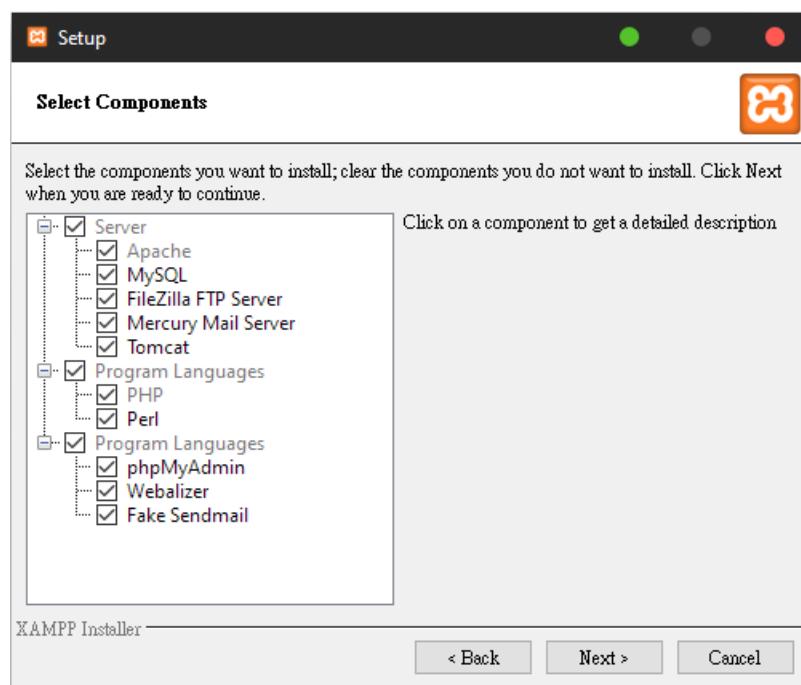 Setup
Select Components
Select the components you want to install; clear the components you do not want to install. Click Next
when you are ready to continue.
Server
Apache
MySQL
FileZilla FTP Server
Mercury Mail Server
Tomcat
Program Languages
PHP
Perl
Program Languages
phpMyAdmin
Webalizer
Fake Sendmail
Click on a component to get a detailed description
XAMPP Installer
< Back
Next >
Cancel